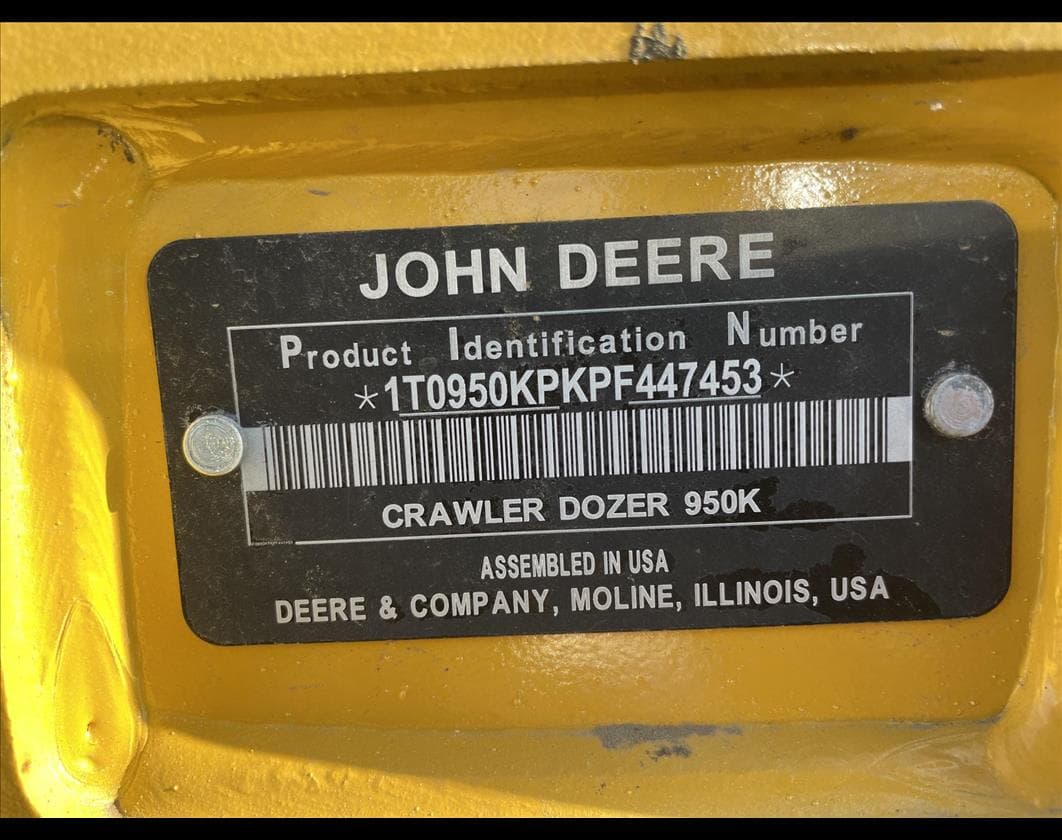 JOHN DEERE
Product Identification Number
*1T0950KPKPF447453*
CRAWLER DOZER 950K
ASSEMBLED IN USA
DEERE & COMPANY, MOLINE, ILLINOIS, USA